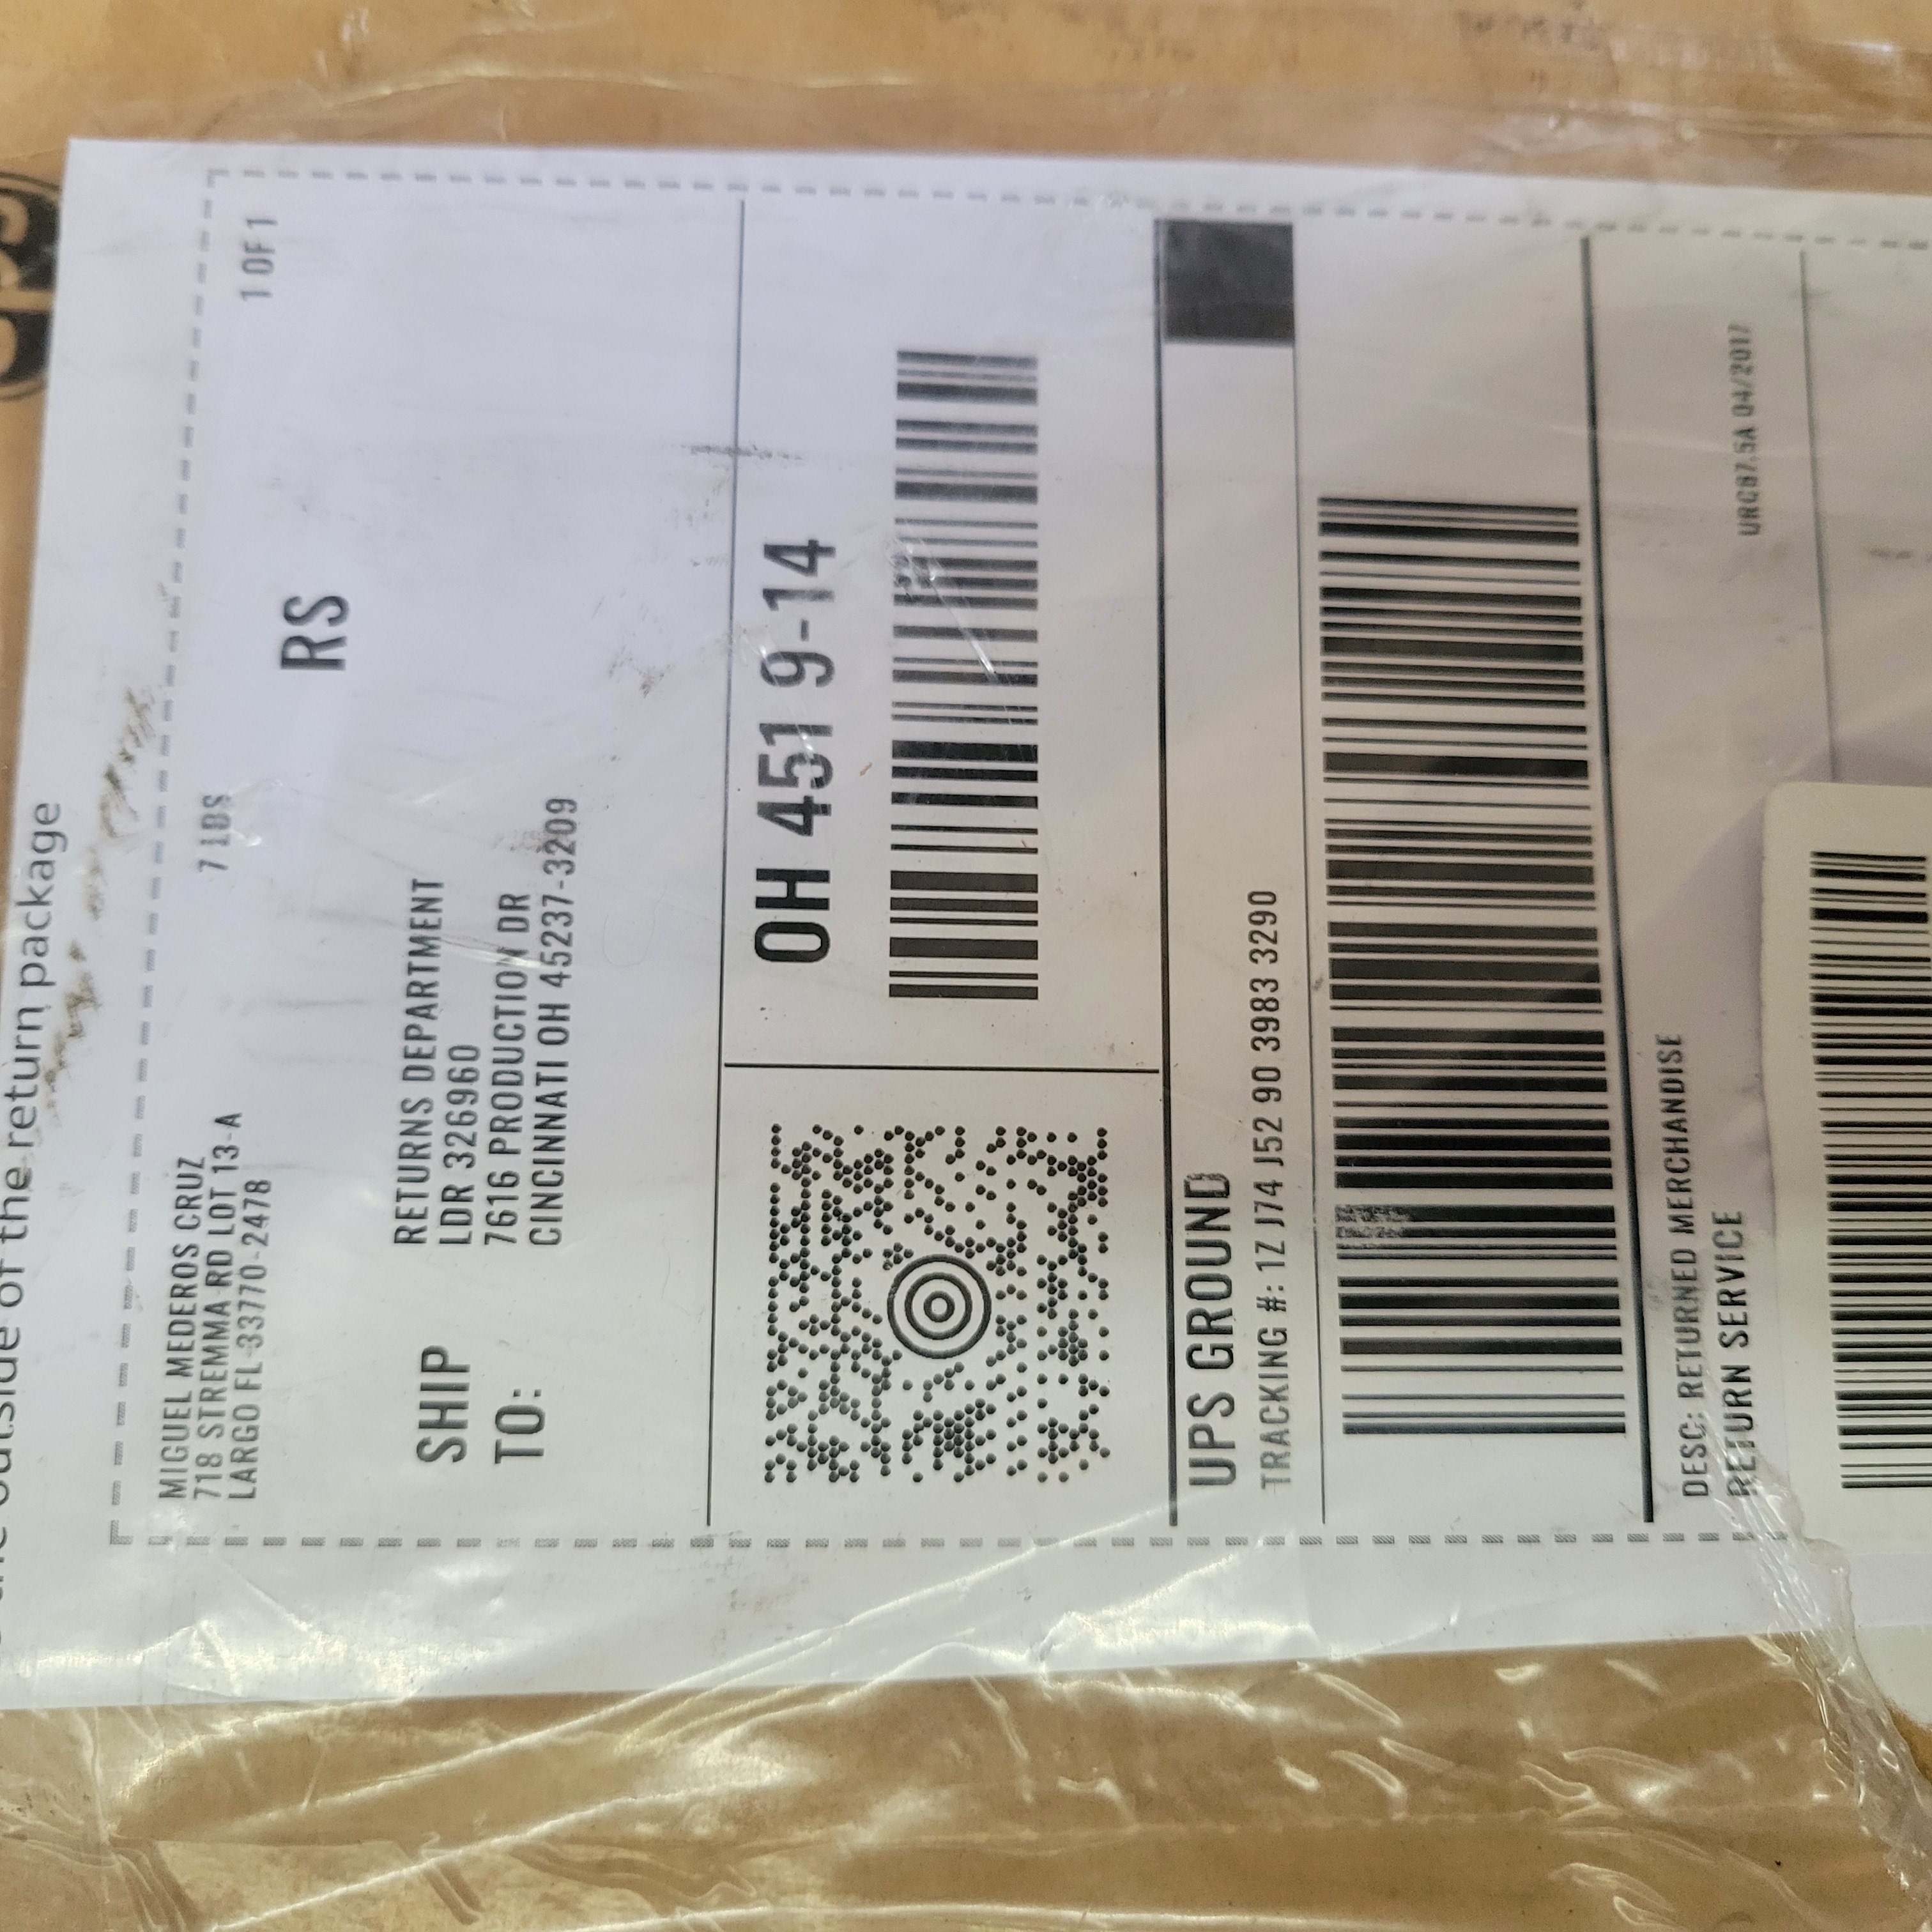 the outside of the return package
MIGUEL MEDEROS CRUZ
718 STREMMA RD LOT 13-A
LARGO FL 33770-2478
7 LBS
1 OF 1
RS
SHIP TO:
RETURNS DEPARTMENT
LDR 326960
7616 PRODUCTION DR
CINCINNATI OH 45237-3209
OH 451 9-14
UPS GROUND
TRACKING #: 1Z J74 J52 90 3983 3290
DESC: RETURNED MERCHANDISE
RETURN SERVICE
URC87.5A 04/2017